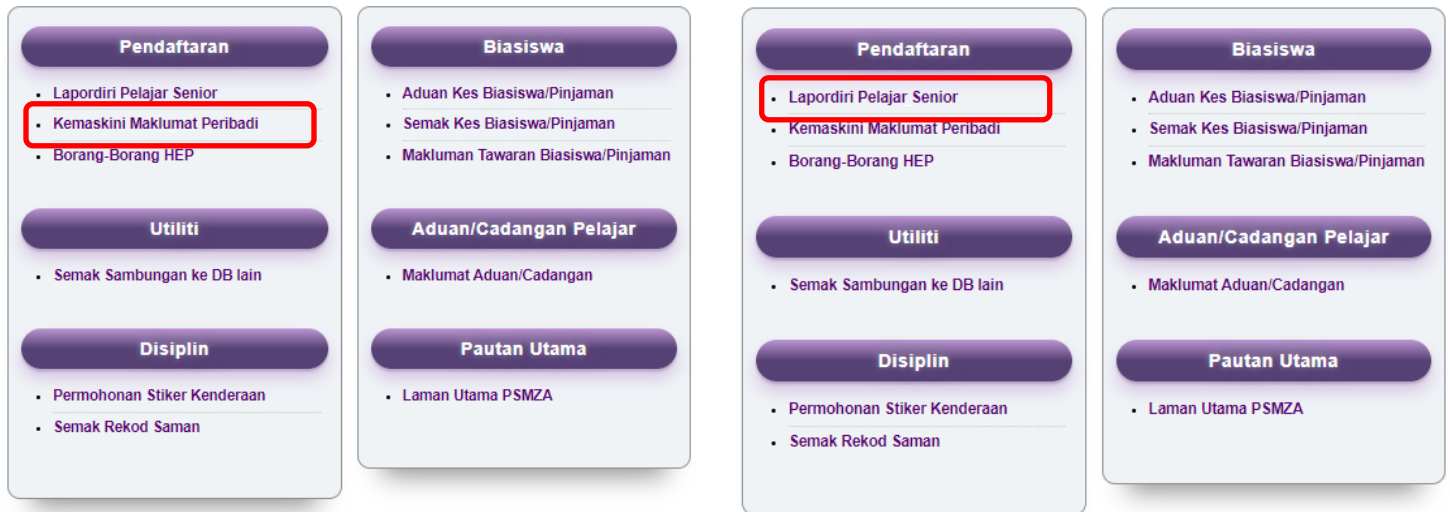 Pendaftaran
Lapordiri Pelajar Senior
Kemaskini Maklumat Peribadi
Borang-Borang HEP
Utiliti
Semak Sambungan ke DB lain
Disiplin
Permohonan Stiker Kenderaan
Semak Rekod Saman
Biasiswa
Aduan Kes Biasiswa/Pinjaman
Semak Kes Biasiswa/Pinjaman
Makluman Tawaran Biasiswa/Pinjaman
Aduan/Cadangan Pelajar
Maklumat Aduan/Cadangan
Pautan Utama
Laman Utama PSMZA
Pendaftaran
Lapordiri Pelajar Senior
Kemaskini Maklumat Peribadi
Borang-Borang HEP
Utiliti
Semak Sambungan ke DB lain
Disiplin
Permohonan Stiker Kenderaan
Semak Rekod Saman
Biasiswa
Aduan Kes Biasiswa/Pinjaman
Semak Kes Biasiswa/Pinjaman
Makluman Tawaran Biasiswa/Pinjaman
Aduan/Cadangan Pelajar
Maklumat Aduan/Cadangan
Pautan Utama
Laman Utama PSMZA